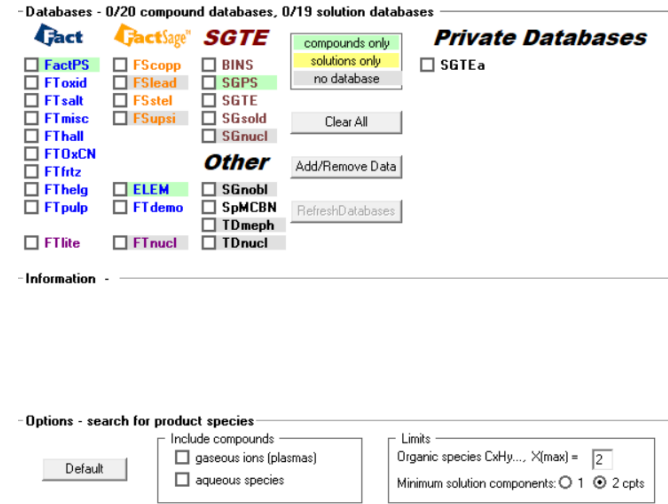 Databases - 0/20 compound databases, 0/19 solution databases
Fact
FactPS
FToxid
FTsalt
FTmisc
FThall
FTOxCN
FTfrtz
FThelg
FTpulp
FTlite
FactSage™
FScopp
FSlead
FSstel
FSupsi
ELEM
FTdemo
FTnucl
SGTE
BINS
SGPS
SGTE
SGsold
SGnucl
Other
SGnobl
SpMCBN
TDmeph
TDnucl
compounds only
solutions only
no database
Clear All
Add/Remove Data
RefreshDatabases
Private Databases
SGTEa
Information -
Options - search for product species
Default
Include compounds
gaseous ions (plasmas)
aqueous species
Limits
Organic species CxHy..., X(max) = 2
Minimum solution components: 1 2 cpts